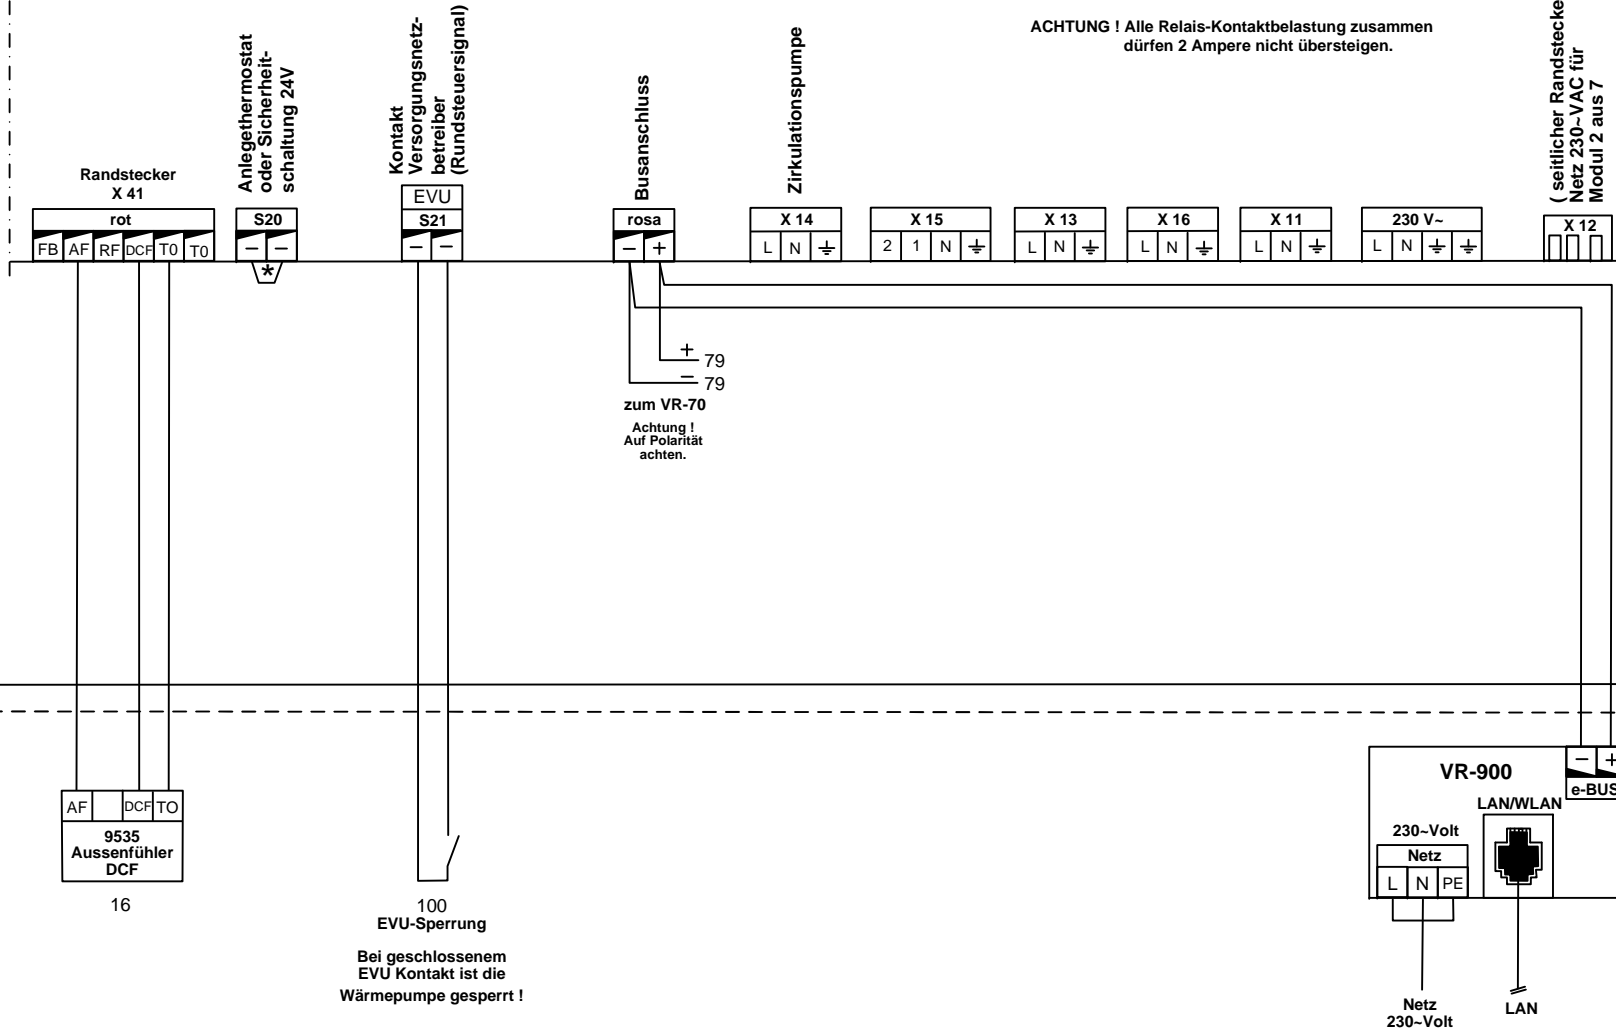 ACHTUNG ! Alle Relais-Kontaktbelastung zusammen
dürfen 2 Ampere nicht übersteigen.
Anlegethermostat
oder Sicherheit-
schaltung 24V
Kontakt
Versorgungsnetz-
betreiber
(Rundsteuersignal)
Busanschluss
Zirkulationspumpe
( seitlicher Randstecke
Netz 230~VAC für
Modul 2 aus 7
Randstecker
X 41
rot
FB AF RF DCF T0 T0
S20
– –
*
EVU
S21
– –
rosa
– +
X 14
L N
X 15
2 1 N
X 13
L N
X 16
L N
X 11
L N
230 V~
L N
X 12
+ 79
– 79
zum VR-70
Achtung !
Auf Polarität
achten.
AF DCF TO
9535
Aussenfühler
DCF
16
100
EVU-Sperrung
Bei geschlossenem
EVU Kontakt ist die
Wärmepumpe gesperrt !
VR-900
– +
e-BUS
LAN/WLAN
230~Volt
Netz
L N PE
Netz
230~Volt
LAN